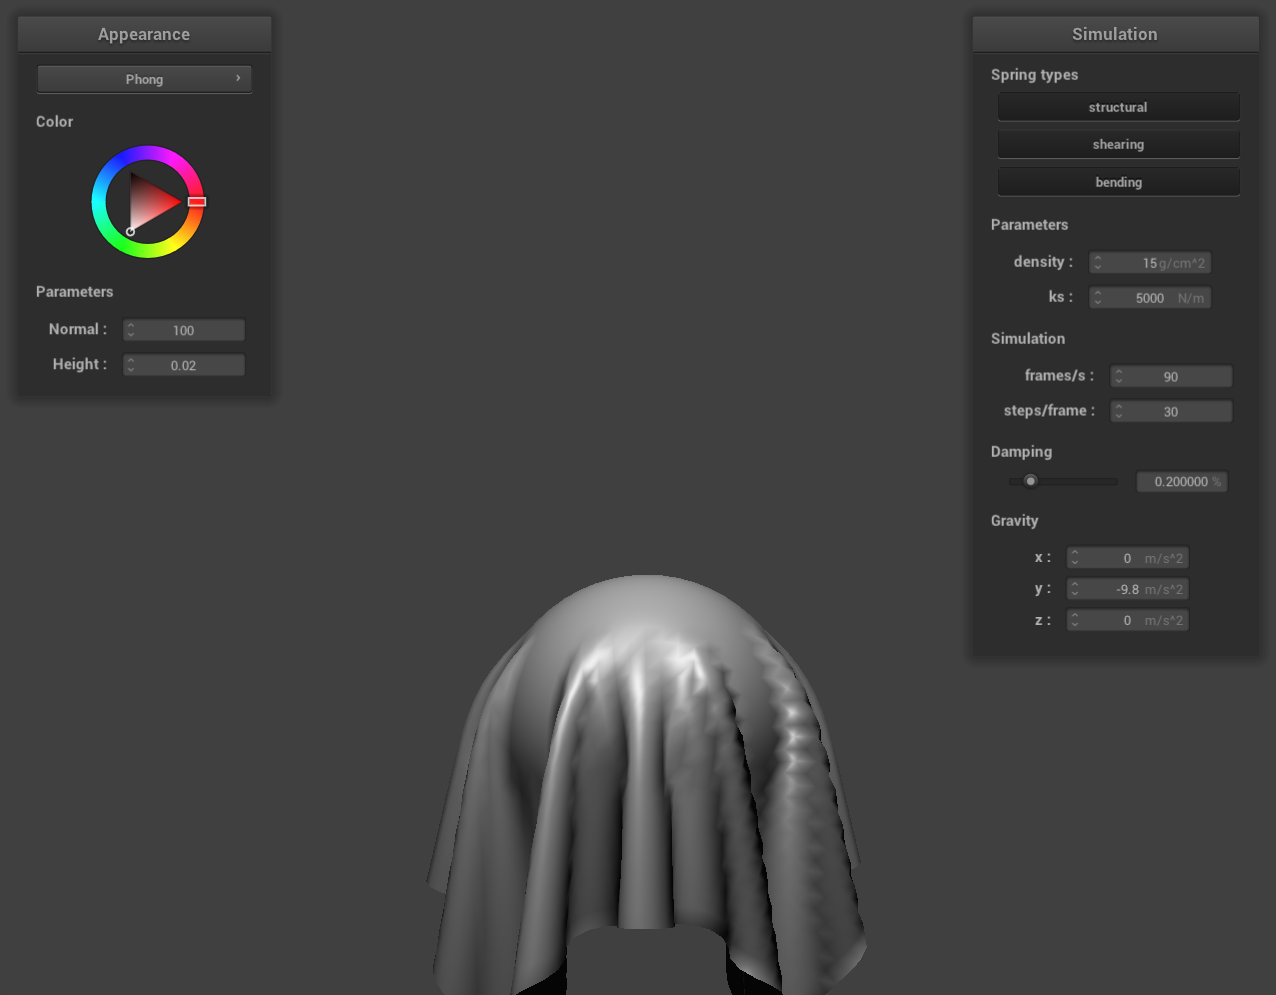 Appearance
Phong
Color
Parameters
Normal : 100
Height : 0.02
Simulation
Spring types
structural
shearing
bending
Parameters
density : 15 g/cm^2
ks : 5000 N/m
Simulation
frames/s : 90
steps/frame : 30
Damping
0.200000 %
Gravity
x : 0 m/s^2
y : -9.8 m/s^2
z : 0 m/s^2